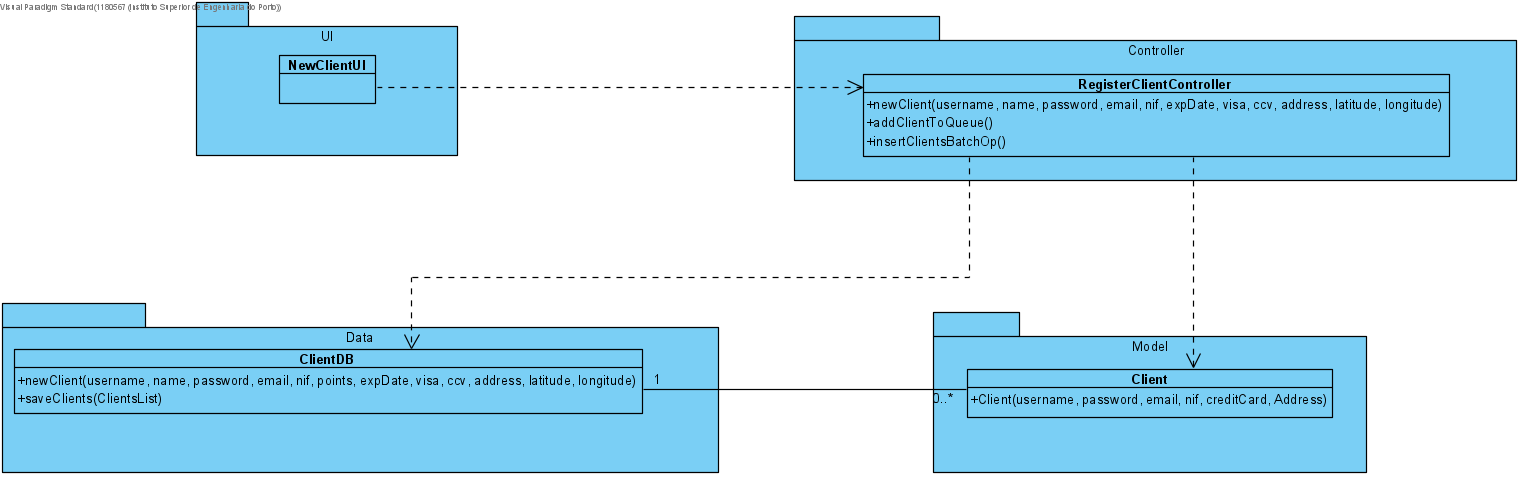 Visual Paradigm Standard(1180567(Instituto Superior de Engenharia do Porto))
UI
NewClientUI
Controller
RegisterClientController
+newClient(username, name, password, email, nif, expDate, visa, ccv, address, latitude, longitude)
+addClientToQueue()
+insertClientsBatchOp()
Data
ClientDB
+newClient(username, name, password, email, nif, points, expDate, visa, ccv, address, latitude, longitude)
+saveClients(ClientsList)
1
0..*
Model
Client
+Client(username, password, email, nif, creditCard, Address)